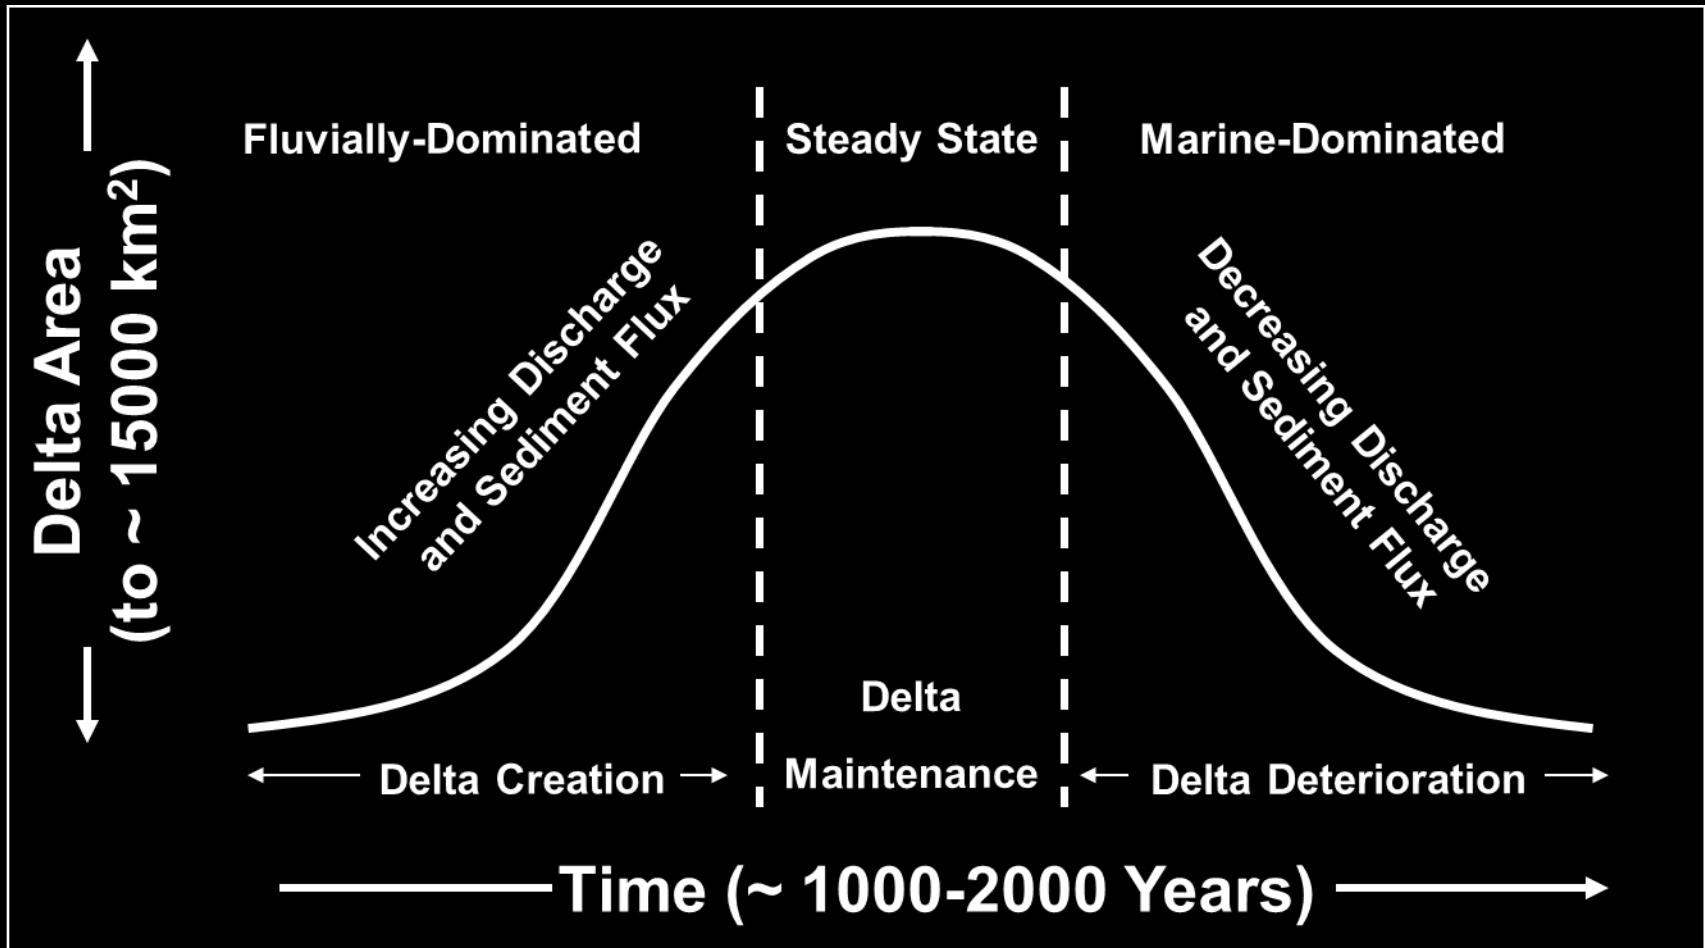 Delta Area
(to ~ 15000 km²)
Fluvially-Dominated
Steady State
Marine-Dominated
Increasing Discharge
and Sediment Flux
Decreasing Discharge
and Sediment Flux
Delta Creation
Delta
Maintenance
Delta Deterioration
Time (~ 1000-2000 Years)